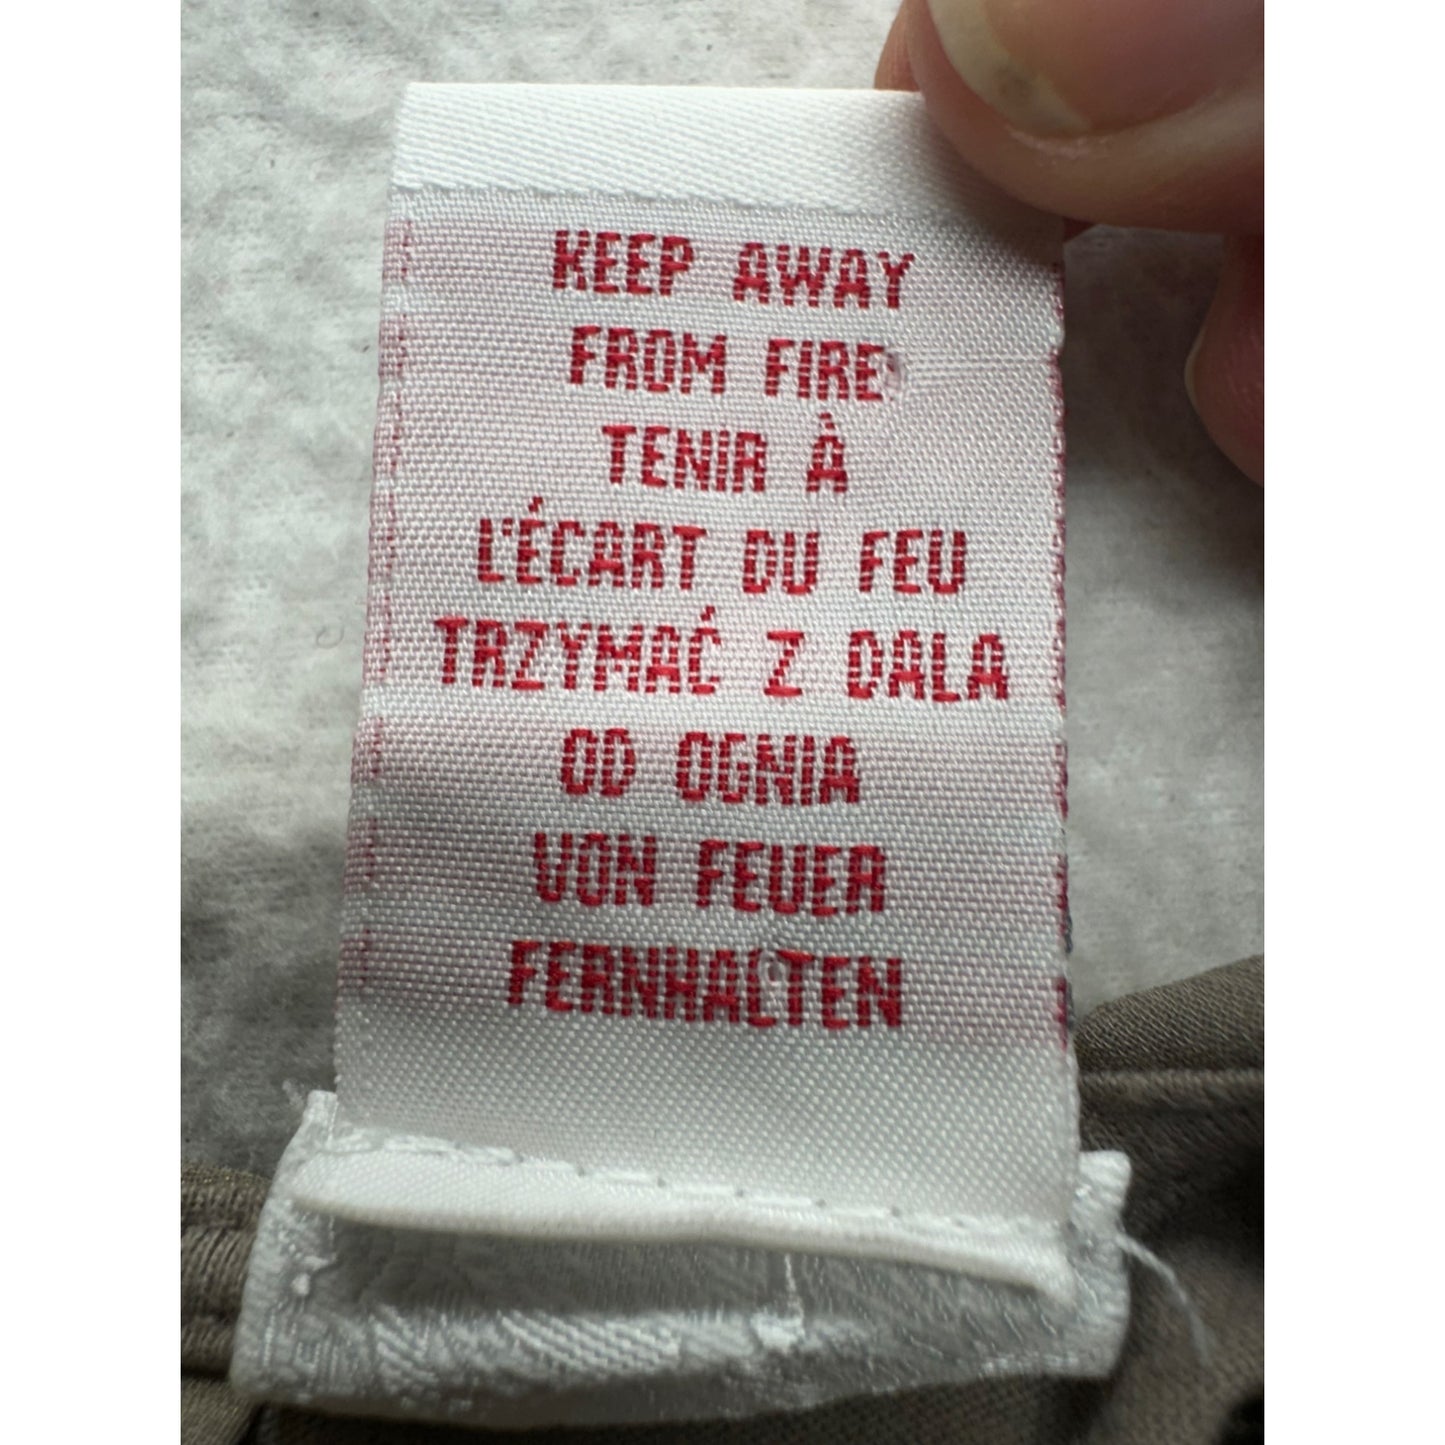 KEEP AWAY
FROM FIRE
TENIR À
L'ÉCART DU FEU
TRZYMAĆ Z DALA
OD OGNIA
VON FEUER
FERNHALTEN